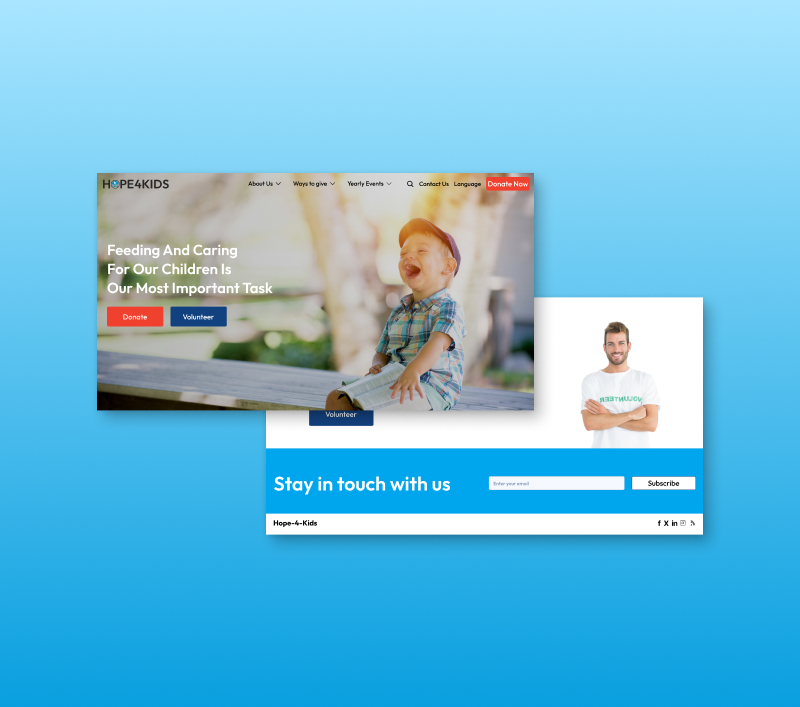 HOPE4KIDS
About Us
Ways to give
Yearly Events
Contact Us
Language
Donate Now
Feeding And Caring
For Our Children Is
Our Most Important Task
Donate
Volunteer
VOLUNTEER
Volunteer
Stay in touch with us
Enter your email
Subscribe
Hope-4-Kids
f X in